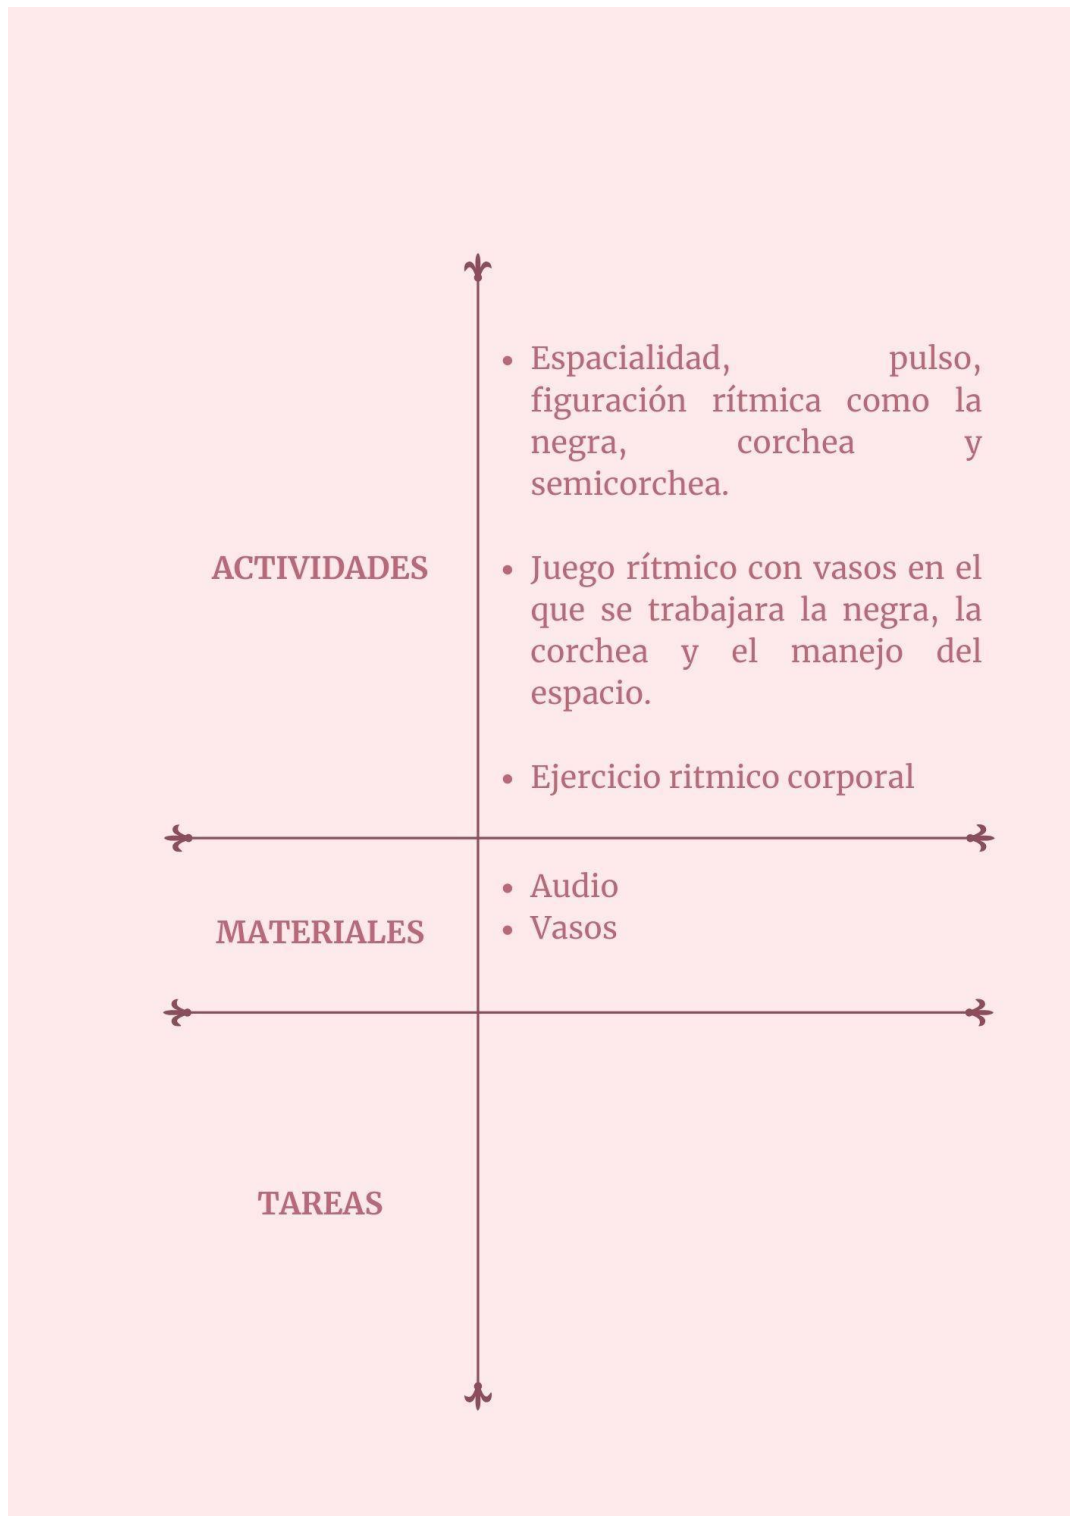 ACTIVIDADES
• Espacialidad, pulso,
figuración rítmica como la
negra, corchea y
semicorchea.
• Juego rítmico con vasos en el
que se trabajara la negra, la
corchea y el manejo del
espacio.
• Ejercicio ritmico corporal
MATERIALES
• Audio
• Vasos
TAREAS